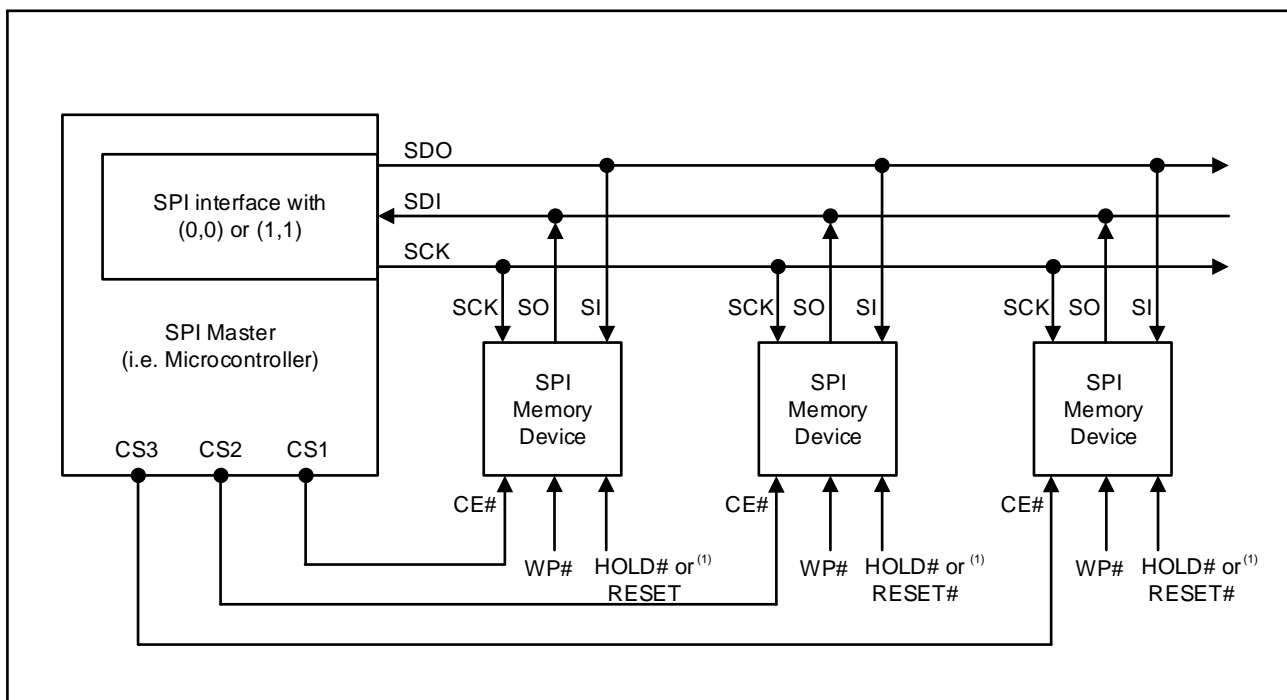 SDO
SPI interface with
(0,0) or (1,1)
SDI
SCK
SPI Master
(i.e. Microcontroller)
SCK SO SI
SCK SO SI
SCK SO SI
SPI
Memory
Device
SPI
Memory
Device
SPI
Memory
Device
CS3 CS2 CS1
CE#
CE#
CE#
WP#
HOLD# or (1)
RESET
WP#
HOLD# or (1)
RESET#
WP#
HOLD# or (1)
RESET#